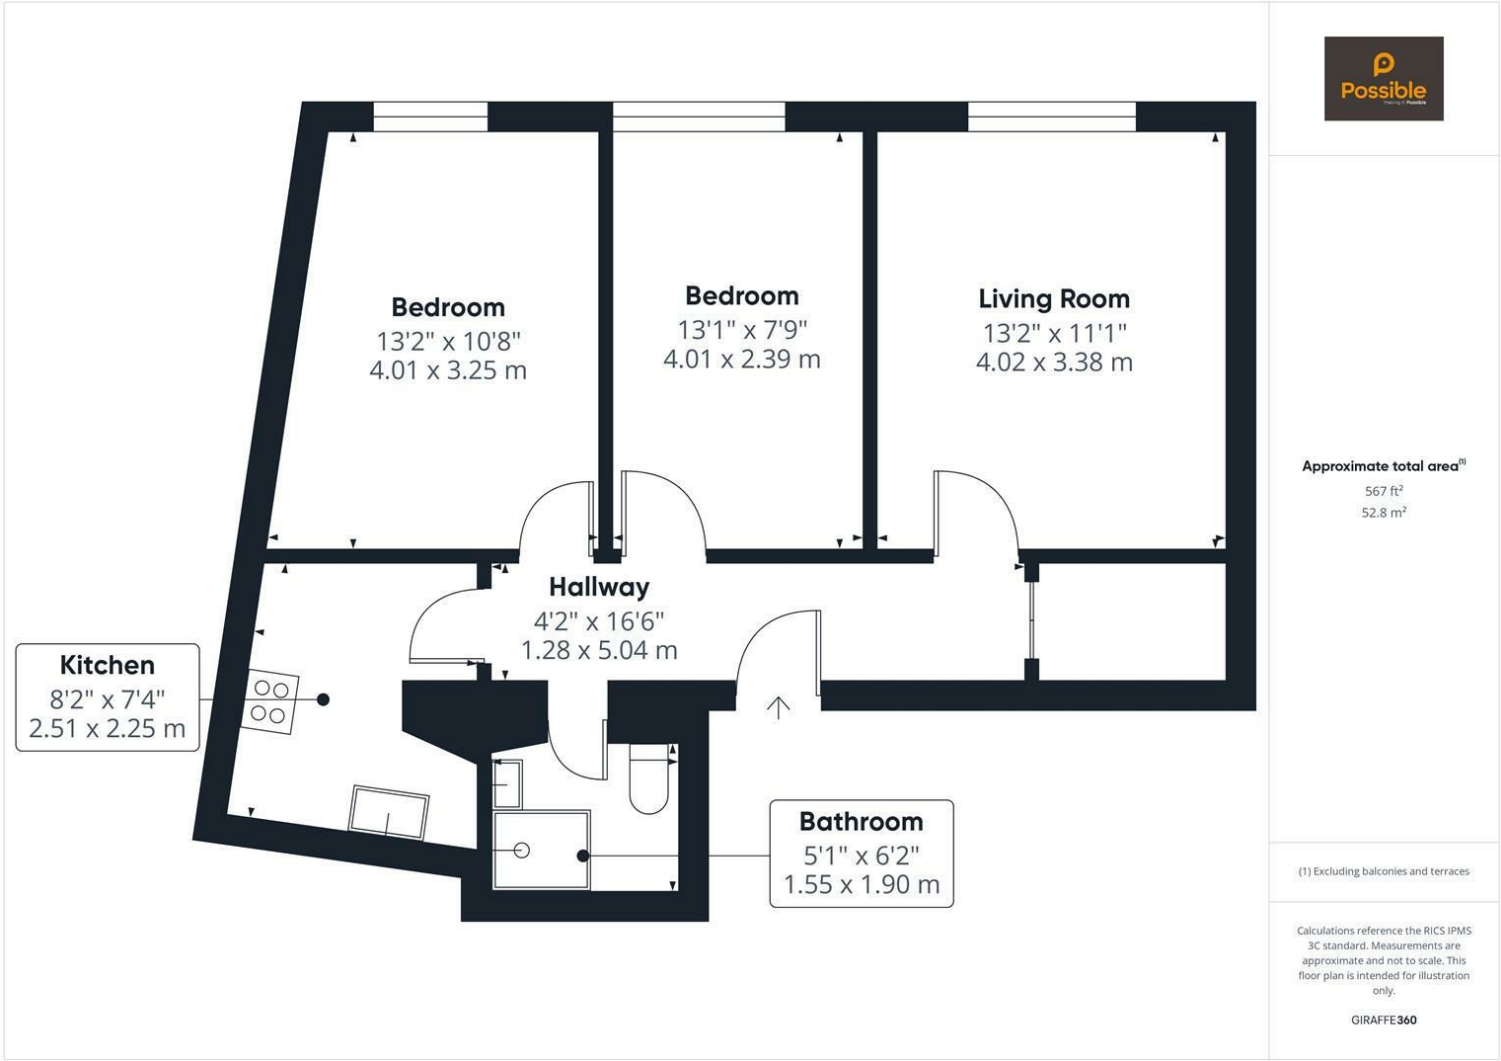 Possible
Making it Possible
Bedroom
13'2" x 10'8"
4.01 x 3.25 m
Bedroom
13'1" x 7'9"
4.01 x 2.39 m
Living Room
13'2" x 11'1"
4.02 x 3.38 m
Hallway
4'2" x 16'6"
1.28 x 5.04 m
Kitchen
8'2" x 7'4"
2.51 x 2.25 m
Bathroom
5'1" x 6'2"
1.55 x 1.90 m
Approximate total area(1)
567 ft²
52.8 m²
(1) Excluding balconies and terraces
Calculations reference the RICS IPMS
3C standard. Measurements are
approximate and not to scale. This
floor plan is intended for illustration
only.
GIRAFFE360